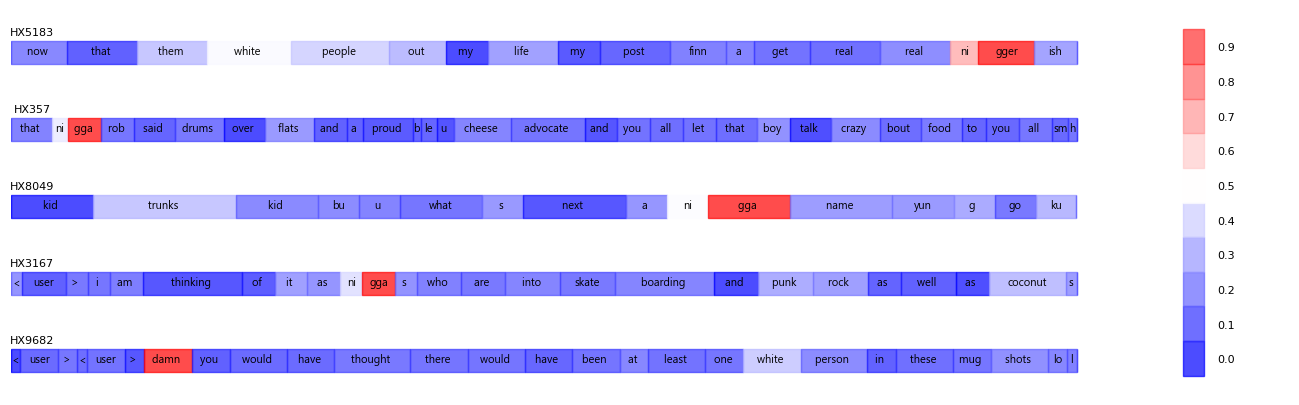 HX5183
now that them white people out my life my post finn a get real real ni gger ish
HX357
that ni gga rob said drums over flats and a proud b le u cheese advocate and you all let that boy talk crazy bout food to you all sm h
HX8049
kid trunks kid bu u what s next a ni gga name yun g go ku
HX3167
< user > i am thinking of it as ni gga s who are into skate boarding and punk rock as well as coconut s
HX9682
< user > < user > damn you would have thought there would have been at least one white person in these mug shots lo l
0.9
0.8
0.7
0.6
0.5
0.4
0.3
0.2
0.1
0.0